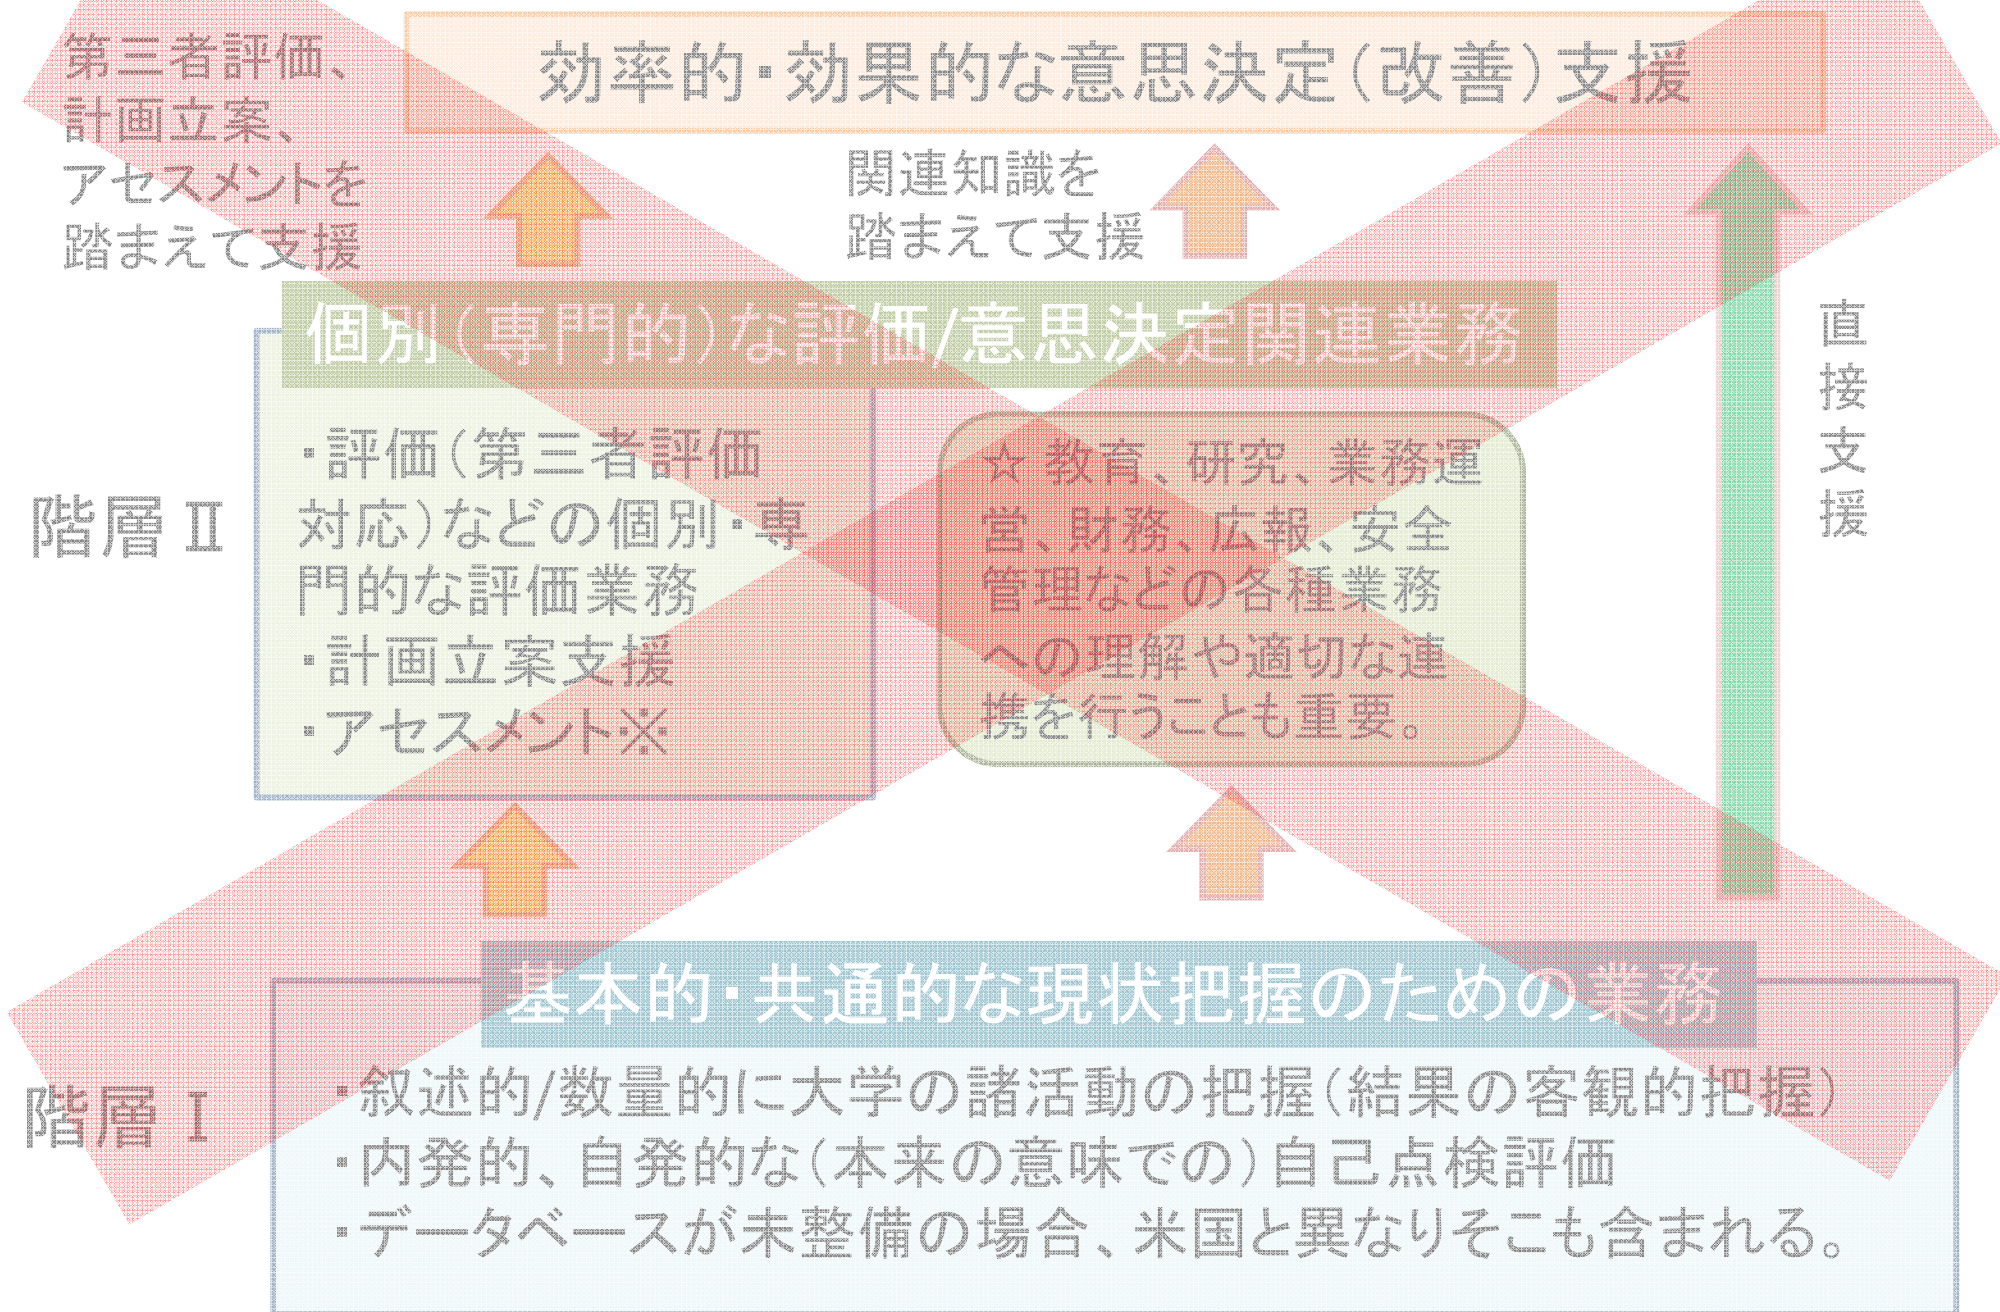 効率的・効果的な意思決定（改善）支援
第三者評価、
計画立案、
アセスメントを
踏まえて支援
関連知識を
踏まえて支援
直接支援
個別（専門的）な評価/意思決定関連業務
階層Ⅱ
・評価（第三者評価
対応）などの個別・専
門的な評価業務
・計画立案支援
・アセスメント※
☆ 教育、研究、業務運
営、財務、広報、安全
管理などの各種業務
への理解や適切な連
携を行うことも重要。
基本的・共通的な現状把握のための業務
階層Ⅰ
・叙述的/数量的に大学の諸活動の把握（結果の客観的把握）
・内発的、自発的な（本来の意味での）自己点検評価
・データベースが未整備の場合、米国と異なりそこも含まれる。